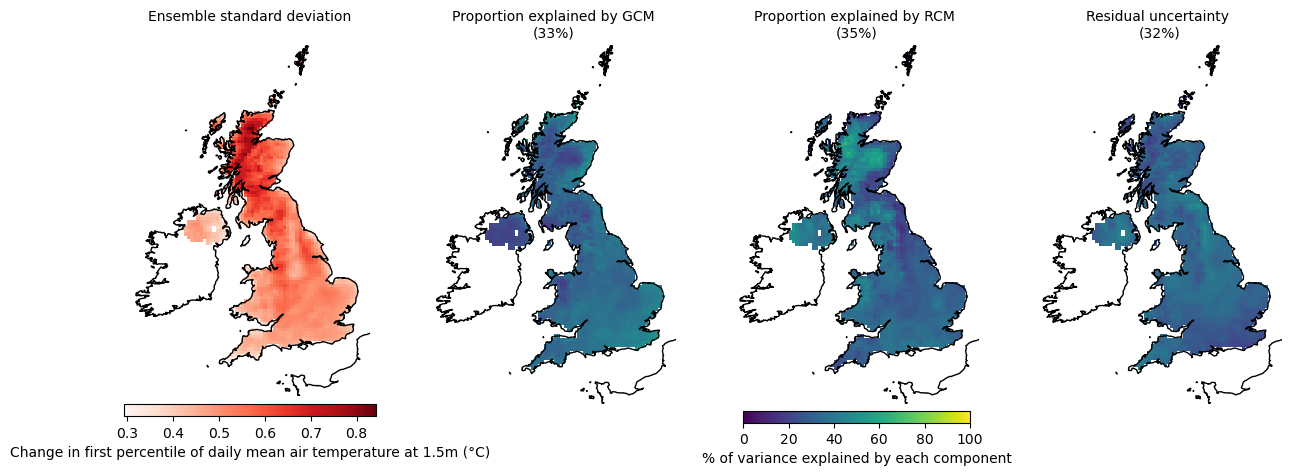 Ensemble standard deviation
Proportion explained by GCM
(33%)
Proportion explained by RCM
(35%)
Residual uncertainty
(32%)
0.3 0.4 0.5 0.6 0.7 0.8
Change in first percentile of daily mean air temperature at 1.5m (°C)
0 20 40 60 80 100
% of variance explained by each component